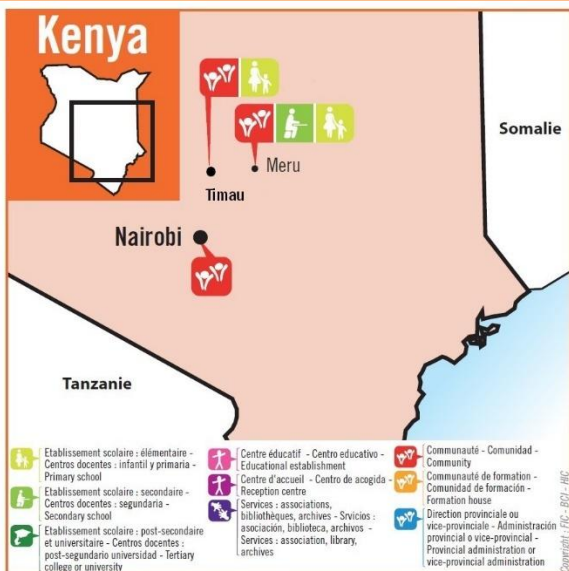 Kenya
Somalie
Meru
Timau
Nairobi
Tanzanie
Etablissement scolaire : élémentaire -
Centros docentes : infantil y primaria -
Primary school
Etablissement scolaire : secondaire -
Centros docentes : segundaria -
Secondary school
Etablissement scolaire : post-secondaire
et universitaire - Centros docentes :
post-segundario universidad - Tertiary
college or university
Centre éducatif - Centro educativo -
Educational establishment
Centre d'accueil - Centro de acogida -
Reception centre
Services : associations,
bibliothèques, archives - Srvicios :
asociación, biblioteca, archivos -
Services : association, library,
archives
Communauté - Comunidad -
Community
Communauté de formation -
Comunidad de formación -
Formation house
Direction provinciale ou
vice-provinciale - Administración
provincial o vice-provincial -
Provincial administration or
vice-provincial administration
Copyright : FIC - BCI - HIC